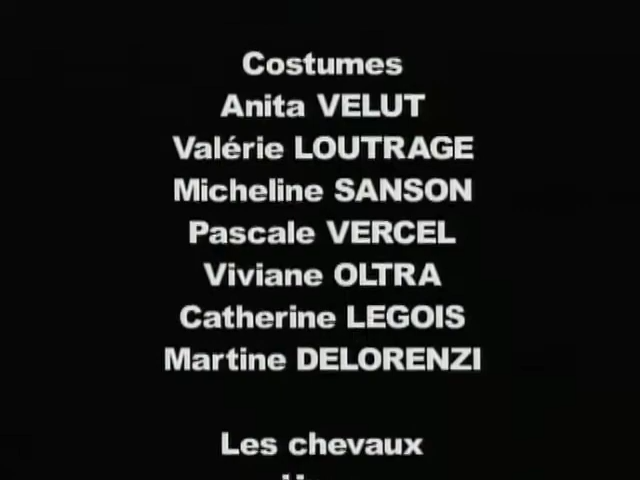 Costumes
Anita VELUT
Valérie LOUTRAGE
Micheline SANSON
Pascale VERCEL
Viviane OLTRA
Catherine LEGOIS
Martine DELORENZI
Les chevaux